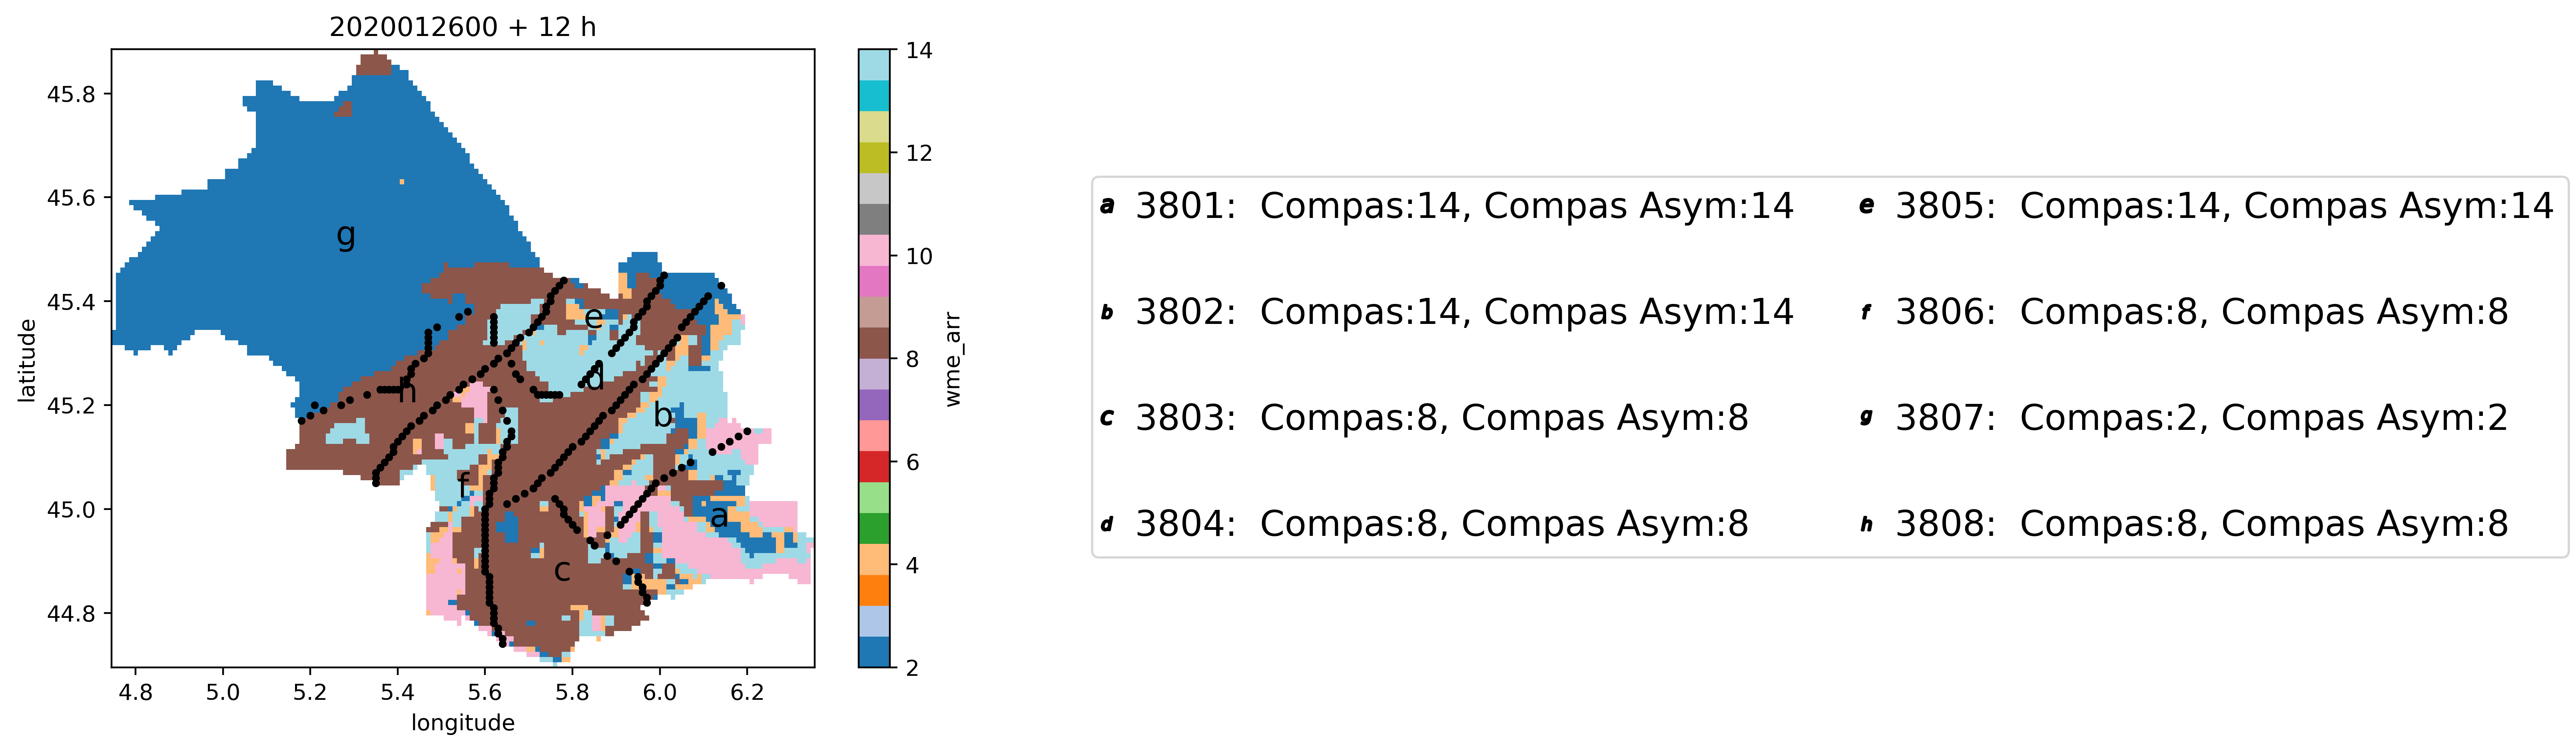 2020012600 + 12 h
45.8
45.6
45.4
45.2
45.0
44.8
latitude
4.8 5.0 5.2 5.4 5.6 5.8 6.0 6.2
longitude
g
e
h
d
b
f
a
c
14
12
10
8
6
4
2
wme_arr
a 3801: Compas:14, Compas Asym:14
b 3802: Compas:14, Compas Asym:14
c 3803: Compas:8, Compas Asym:8
d 3804: Compas:8, Compas Asym:8
e 3805: Compas:14, Compas Asym:14
f 3806: Compas:8, Compas Asym:8
g 3807: Compas:2, Compas Asym:2
h 3808: Compas:8, Compas Asym:8